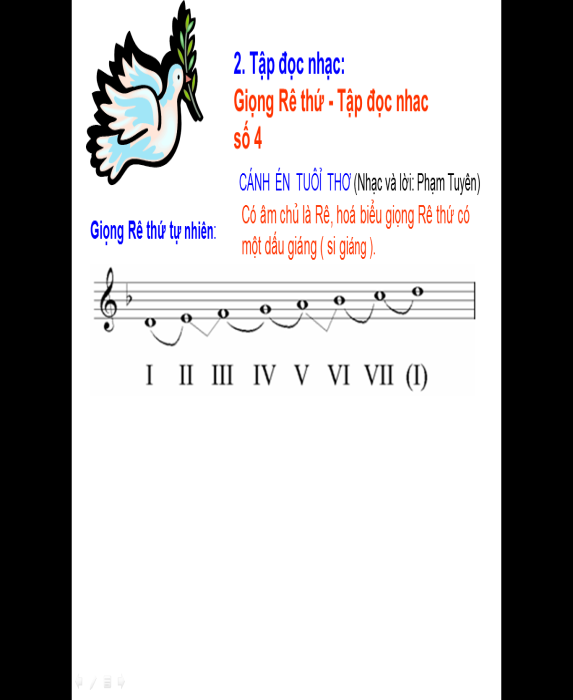 2. Tập đọc nhạc:
Giọng Rê thứ - Tập đọc nhac
số 4
CÁNH ÉN TUỔI THƠ (Nhạc và lời: Phạm Tuyên)
Giọng Rê thứ tự nhiên:
Có âm chủ là Rê, hoá biểu giọng Rê thứ có
một dấu giáng ( si giáng ).
I II III IV V VI VII (I)